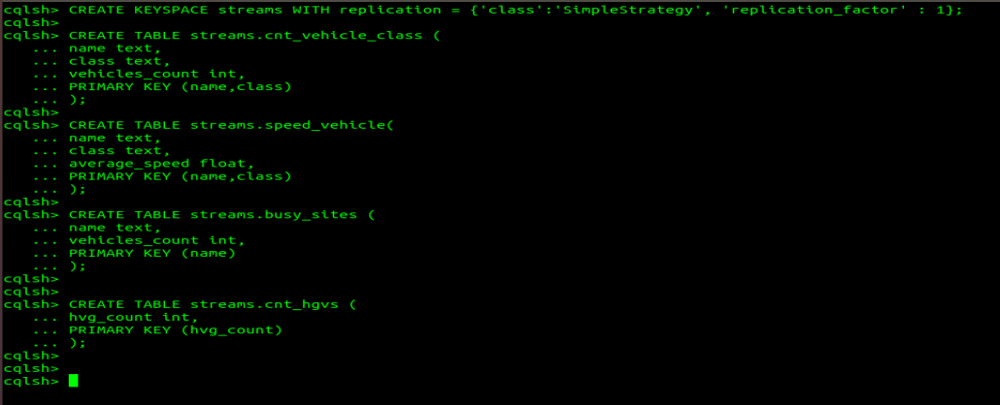 cqlsh> CREATE KEYSPACE streams WITH replication = {'class':'SimpleStrategy', 'replication_factor' : 1};
cqlsh>
cqlsh> CREATE TABLE streams.cnt_vehicle_class (
   ... name text,
   ... class text,
   ... vehicles_count int,
   ... PRIMARY KEY (name,class)
   ... );
cqlsh>
cqlsh> CREATE TABLE streams.speed_vehicle(
   ... name text,
   ... class text,
   ... average_speed float,
   ... PRIMARY KEY (name,class)
   ... );
cqlsh>
cqlsh> CREATE TABLE streams.busy_sites (
   ... name text,
   ... vehicles_count int,
   ... PRIMARY KEY (name)
   ... );
cqlsh>
cqlsh>
cqlsh> CREATE TABLE streams.cnt_hgvs (
   ... hvg_count int,
   ... PRIMARY KEY (hvg_count)
   ... );
cqlsh>
cqlsh>
cqlsh>